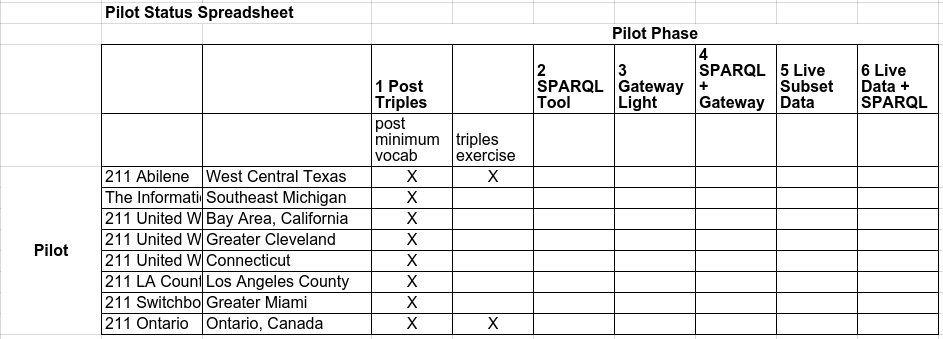 Pilot Status Spreadsheet
Pilot Phase
1 Post Triples 2 SPARQL Tool 3 Gateway Light 4 SPARQL + Gateway 5 Live Subset Data 6 Live Data + SPARQL
post minimum vocab triples exercise
Pilot
211 Abilene West Central Texas X X
The Informati Southeast Michigan X
211 United W Bay Area, California X
211 United W Greater Cleveland X
211 United W Connecticut X
211 LA Count Los Angeles County X
211 Switchbo Greater Miami X
211 Ontario Ontario, Canada X X